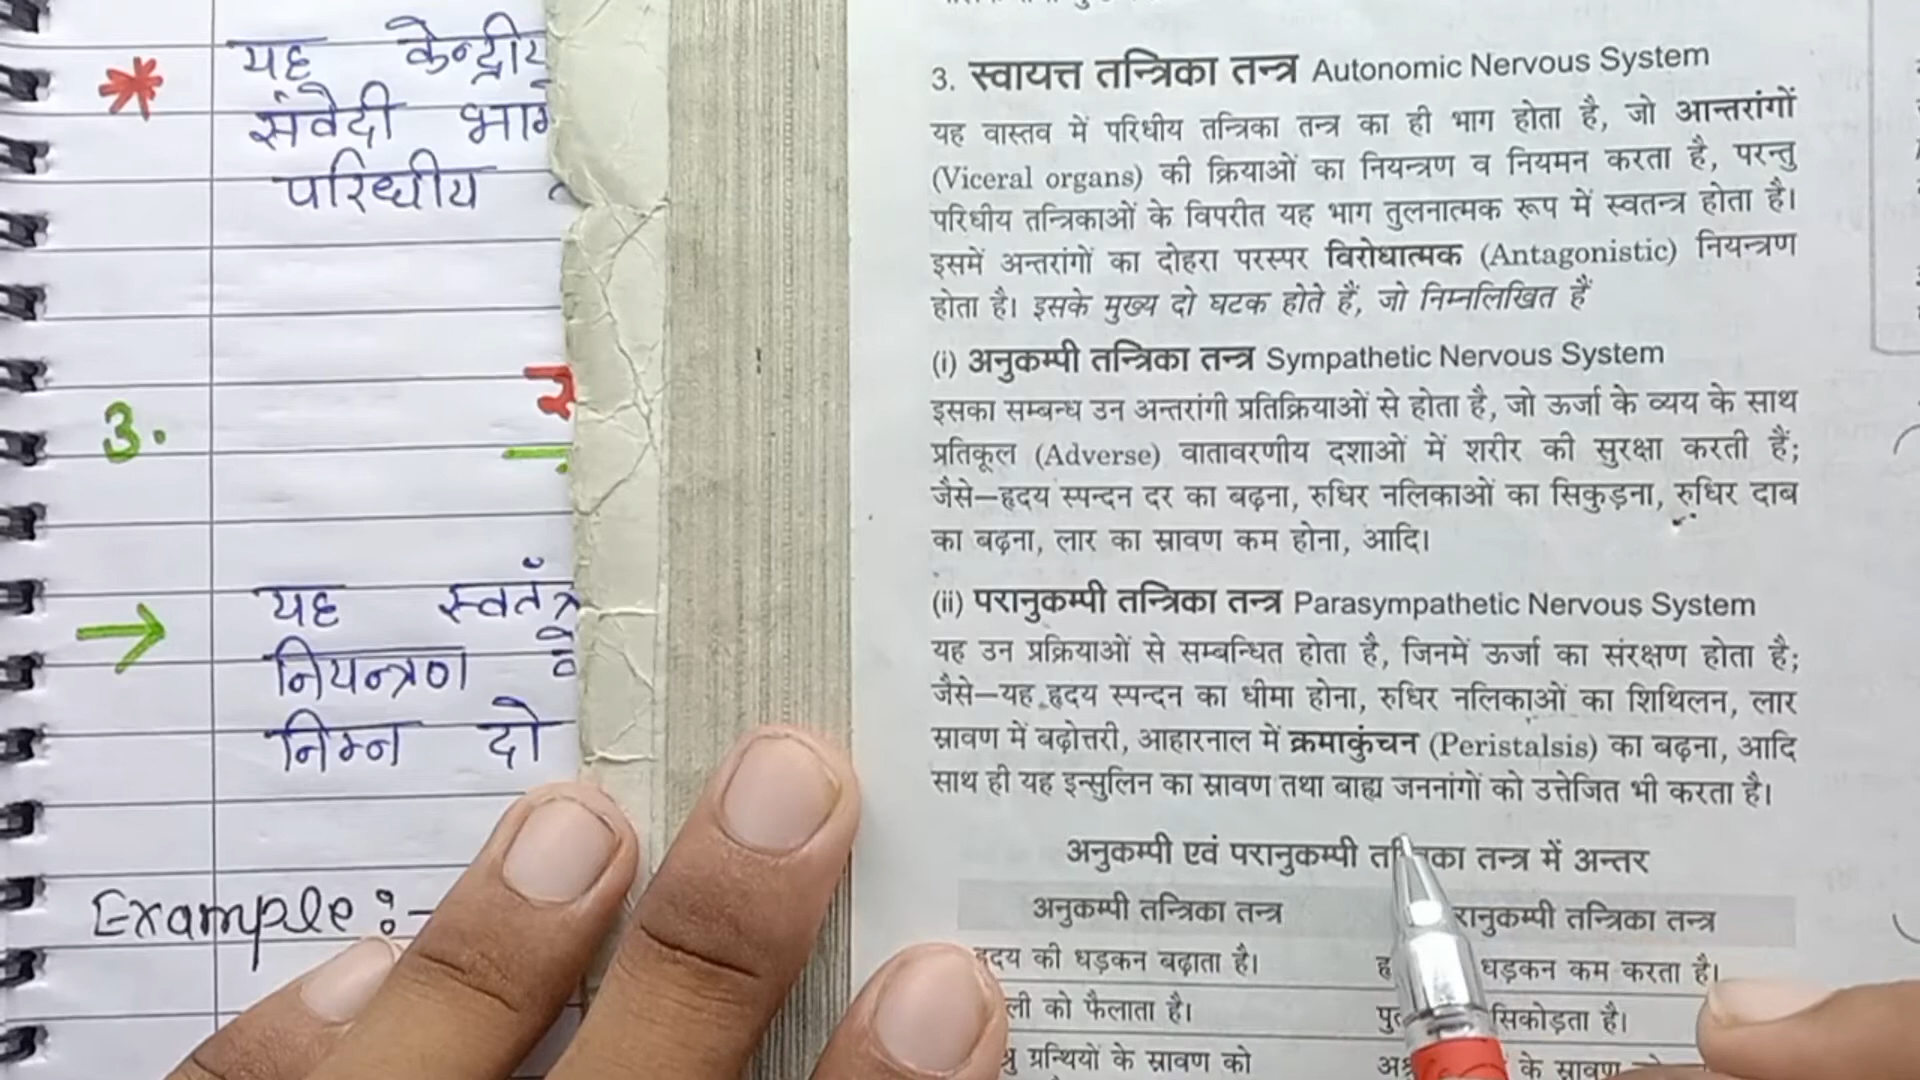 यह केन्द्रीय
संवेदी भाग
परिधीय
3.
यह स्वतंत्र
नियन्त्रण
निम्न दो
Example :-
3. स्वायत्त तन्त्रिका तन्त्र Autonomic Nervous System
यह वास्तव में परिधीय तन्त्रिका तन्त्र का ही भाग होता है, जो आन्तरांगों
(Viceral organs) की क्रियाओं का नियन्त्रण व नियमन करता है, परन्तु
परिधीय तन्त्रिकाओं के विपरीत यह भाग तुलनात्मक रूप में स्वतन्त्र होता है।
इसमें अन्तरांगों का दोहरा परस्पर विरोधात्मक (Antagonistic) नियन्त्रण
होता है। इसके मुख्य दो घटक होते हैं, जो निम्नलिखित हैं
(i) अनुकम्पी तन्त्रिका तन्त्र Sympathetic Nervous System
इसका सम्बन्ध उन अन्तरांगी प्रतिक्रियाओं से होता है, जो ऊर्जा के व्यय के साथ
प्रतिकूल (Adverse) वातावरणीय दशाओं में शरीर की सुरक्षा करती हैं;
जैसे–हृदय स्पन्दन दर का बढ़ना, रुधिर नलिकाओं का सिकुड़ना, रुधिर दाब
का बढ़ना, लार का स्रावण कम होना, आदि।
(ii) परानुकम्पी तन्त्रिका तन्त्र Parasympathetic Nervous System
यह उन प्रक्रियाओं से सम्बन्धित होता है, जिनमें ऊर्जा का संरक्षण होता है;
जैसे–यह हृदय स्पन्दन का धीमा होना, रुधिर नलिकाओं का शिथिलन, लार
स्रावण में बढ़ोत्तरी, आहारनाल में क्रमाकुंचन (Peristalsis) का बढ़ना, आदि
साथ ही यह इन्सुलिन का स्रावण तथा बाह्य जननांगों को उत्तेजित भी करता है।
अनुकम्पी एवं परानुकम्पी तन्त्रिका तन्त्र में अन्तर
अनुकम्पी तन्त्रिका तन्त्र
रानुकम्पी तन्त्रिका तन्त्र
हृदय की धड़कन बढ़ाता है।
धड़कन कम करता है।
ली को फैलाता है।
सिकोड़ता है।
ग्रन्थियों के स्रावण को
के स्रावण